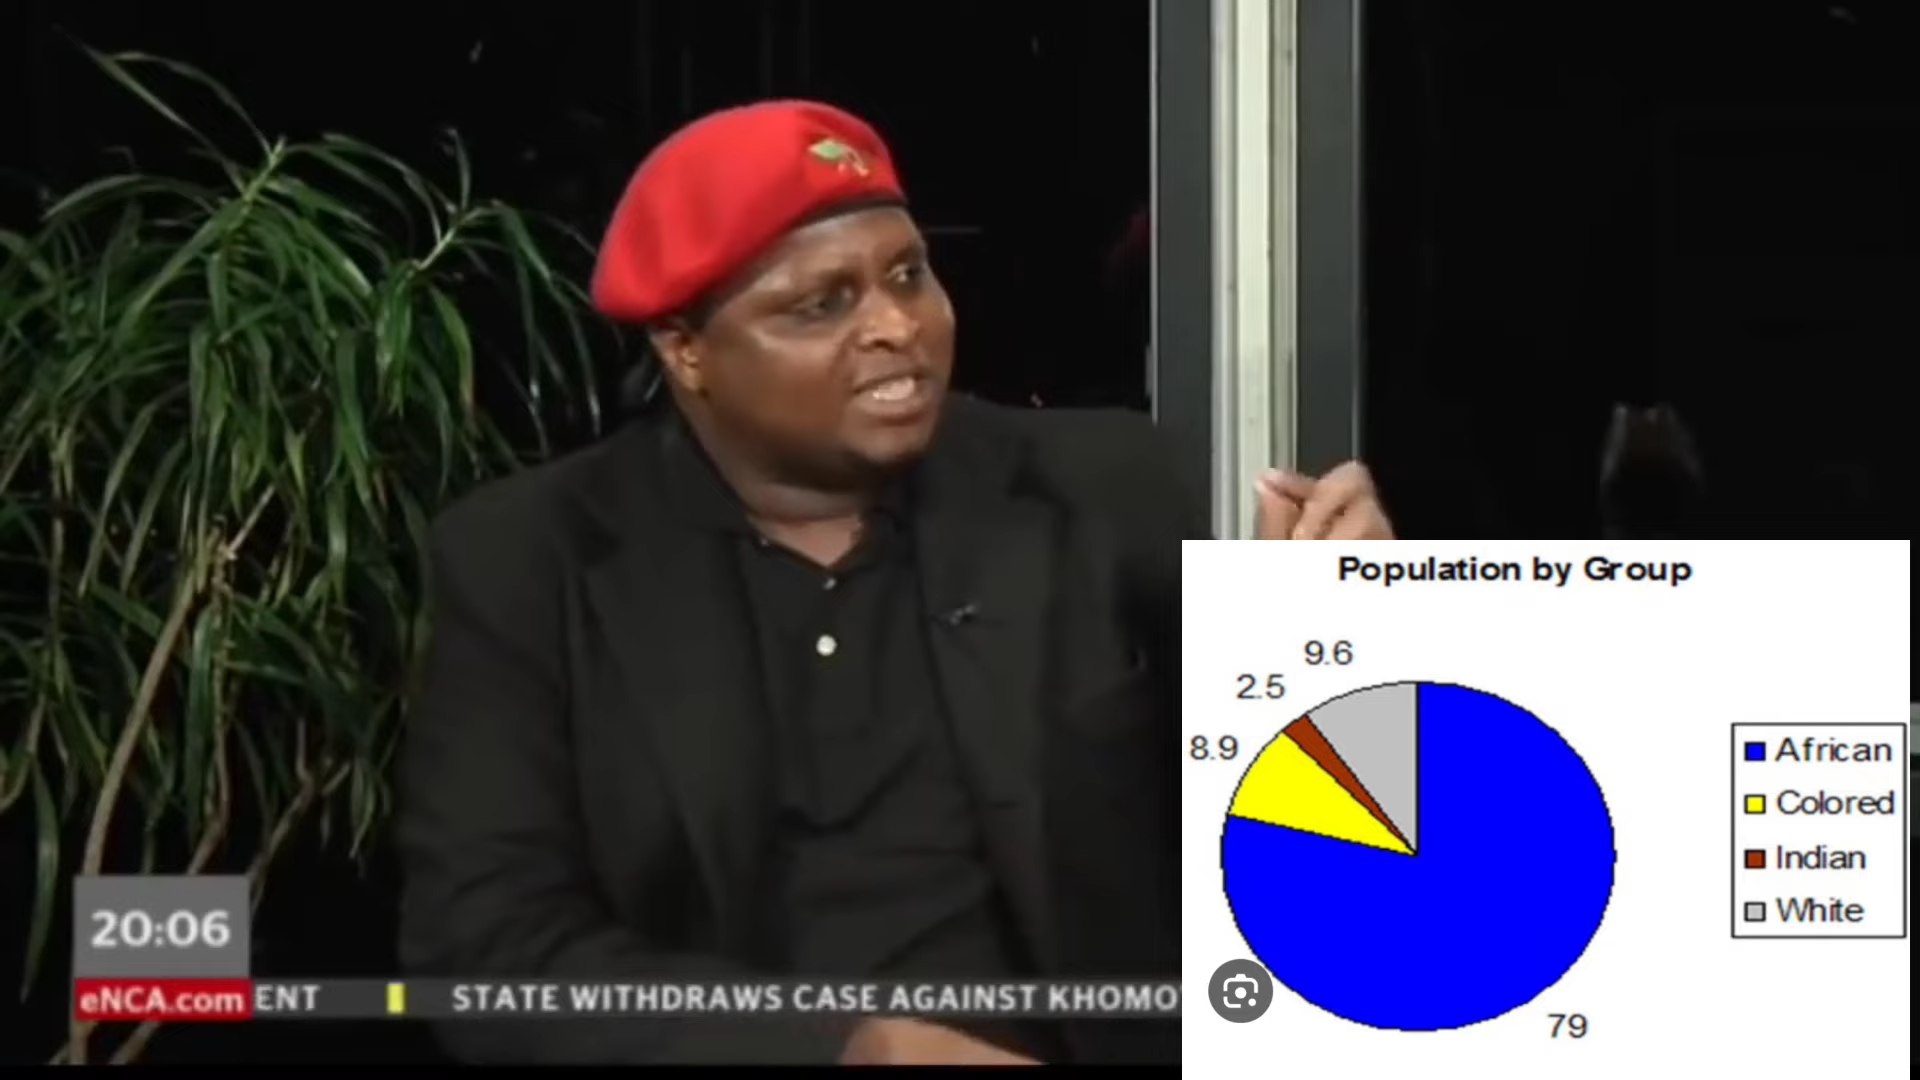 20:06
eNCA.com
ENT STATE WITHDRAWS CASE AGAINST KHOMO
Population by Group
9.6
2.5
8.9
79
African
Colored
Indian
White